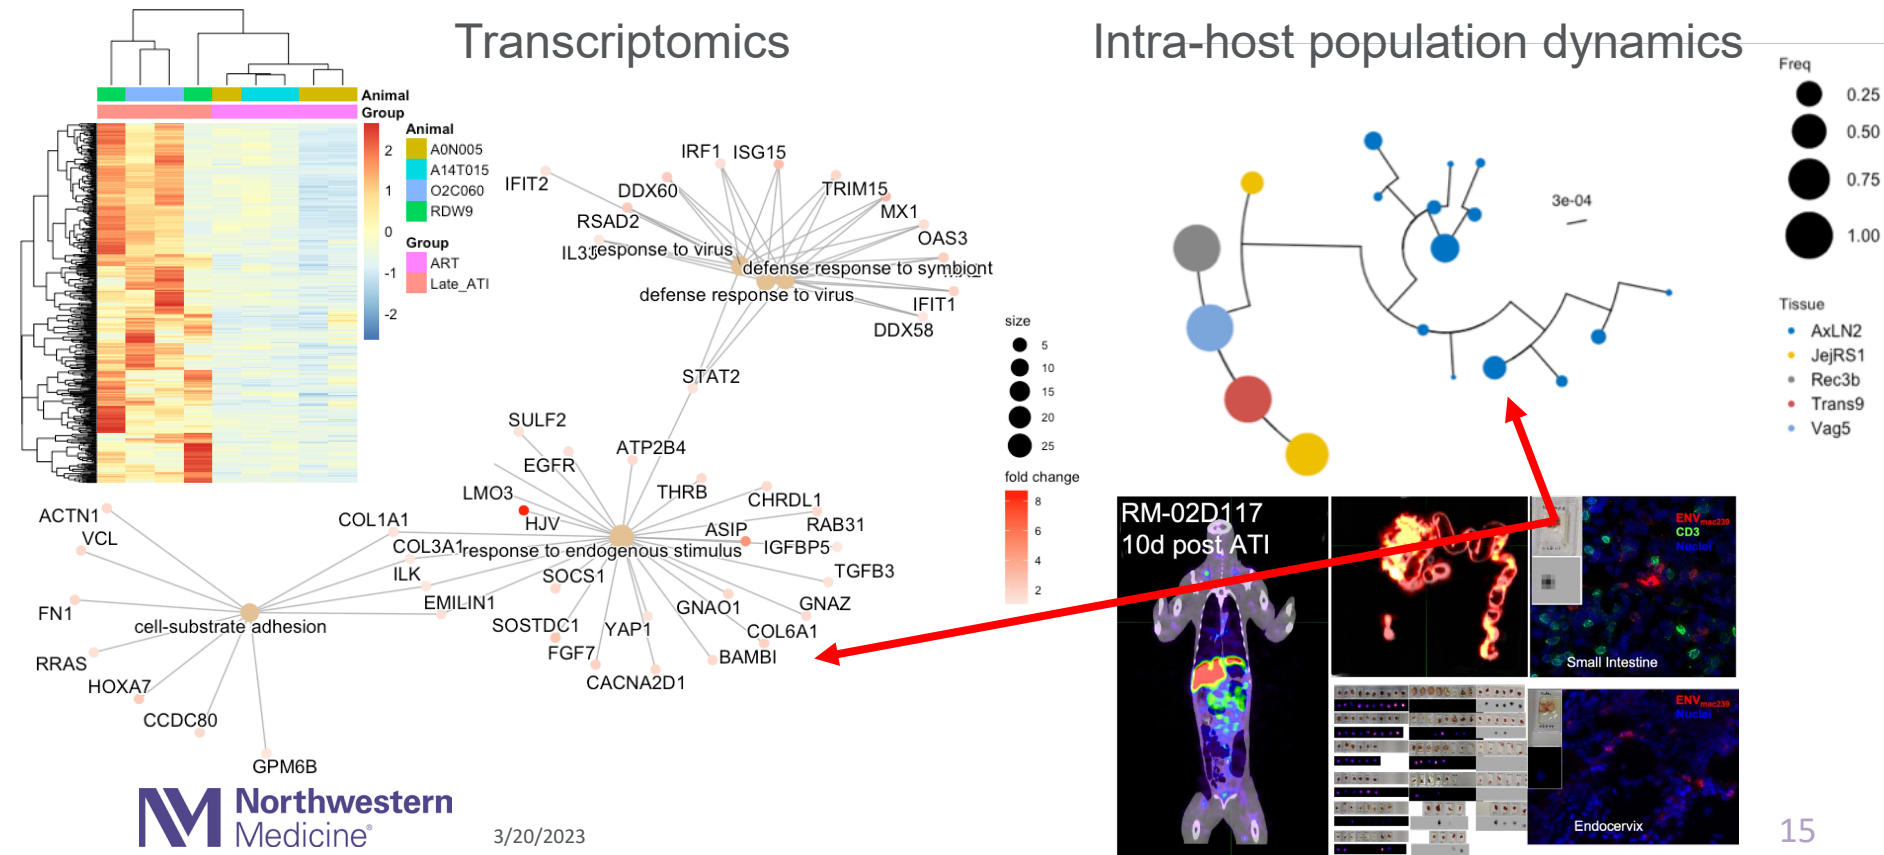 Transcriptomics
Intra-host population dynamics
Animal
Group
2
1
0
-1
-2
Animal
A0N005
A14T015
O2C060
RDW9
Group
ART
Late_ATI
IFIT2
DDX60
IRF1
ISG15
TRIM15
RSAD2
MX1
IL33
OAS3
response to virus
defense response to symbiont
defense response to virus
IFIT1
DDX58
STAT2
SULF2
EGFR
ATP2B4
LMO3
THRB
CHRDL1
HJV
ASIP
RAB31
COL1A1
COL3A1
response to endogenous stimulus
IGFBP5
ILK
SOCS1
TGFB3
EMILIN1
GNAO1
GNAZ
SOSTDC1
YAP1
COL6A1
FGF7
BAMBI
CACNA2D1
ACTN1
VCL
FN1
cell-substrate adhesion
RRAS
HOXA7
CCDC80
GPM6B
size
5
10
15
20
25
fold change
8
6
4
2
3e-04
Freq
0.25
0.50
0.75
1.00
Tissue
AxLN2
JejRS1
Rec3b
Trans9
Vag5
RM-02D117
10d post ATI
ENVmac239
CD3
Nuclei
Small Intestine
ENVmac239
Nuclei
Endocervix
Northwestern
Medicine®
3/20/2023
15